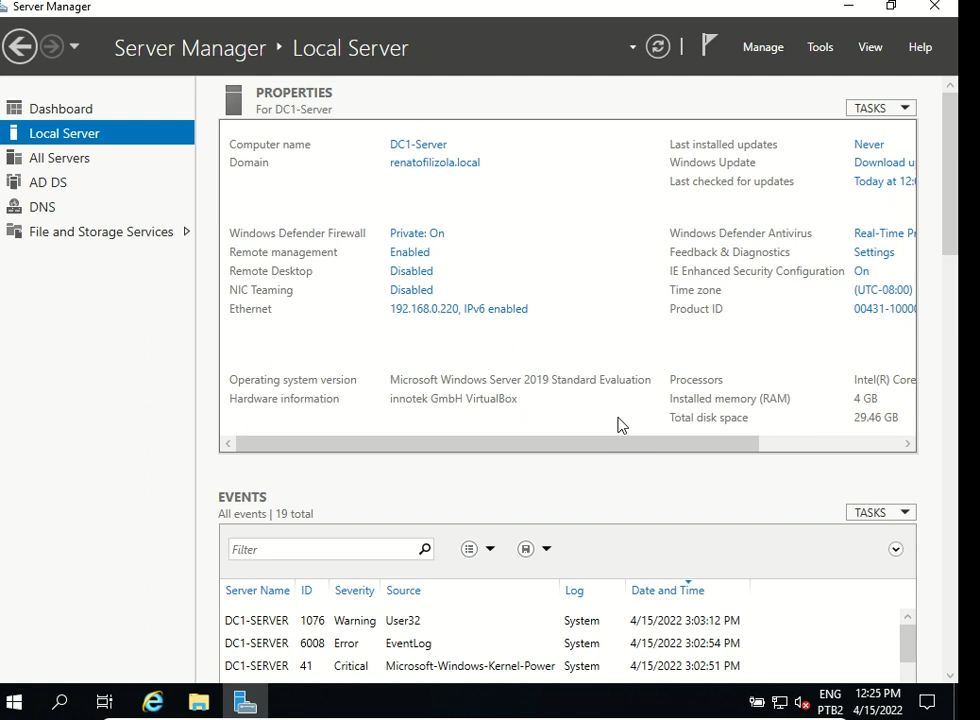 Server Manager
Server Manager ‣ Local Server
Manage Tools View Help
Dashboard
Local Server
All Servers
AD DS
DNS
File and Storage Services
PROPERTIES
For DC1-Server
TASKS
Computer name DC1-Server
Domain renatofilizola.local
Last installed updates Never
Windows Update Download u
Last checked for updates Today at 12:
Windows Defender Firewall Private: On
Remote management Enabled
Remote Desktop Disabled
NIC Teaming Disabled
Ethernet 192.168.0.220, IPv6 enabled
Windows Defender Antivirus Real-Time Pr
Feedback & Diagnostics Settings
IE Enhanced Security Configuration On
Time zone (UTC-08:00)
Product ID 00431-1000
Operating system version Microsoft Windows Server 2019 Standard Evaluation
Hardware information innotek GmbH VirtualBox
Processors Intel(R) Core
Installed memory (RAM) 4 GB
Total disk space 29.46 GB
EVENTS
All events | 19 total
TASKS
Filter
Server Name ID Severity Source Log Date and Time
DC1-SERVER 1076 Warning User32 System 4/15/2022 3:03:12 PM
DC1-SERVER 6008 Error EventLog System 4/15/2022 3:02:54 PM
DC1-SERVER 41 Critical Microsoft-Windows-Kernel-Power System 4/15/2022 3:02:51 PM
ENG
PTB2
12:25 PM
4/15/2022